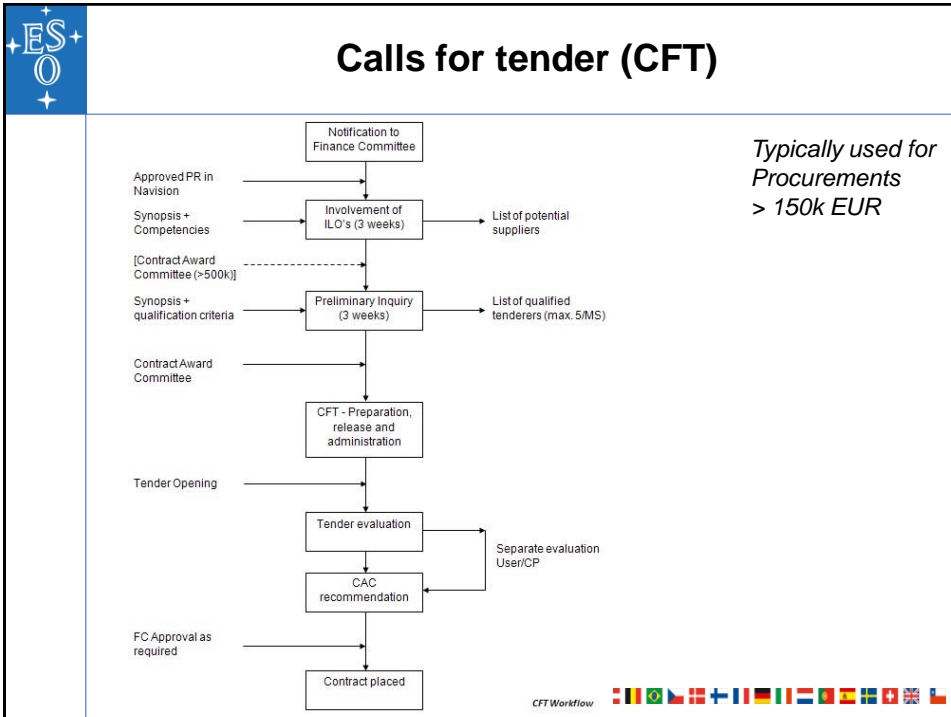 ESO
Calls for tender (CFT)
Typically used for
Procurements
> 150k EUR
Notification to
Finance Committee
Approved PR in
Navision
Synopsis +
Competencies
Involvement of
ILO's (3 weeks)
List of potential
suppliers
[Contract Award
Committee (>500k)]
Synopsis +
qualification criteria
Preliminary Inquiry
(3 weeks)
List of qualified
tenderers (max. 5/MS)
Contract Award
Committee
CFT - Preparation,
release and
administration
Tender Opening
Tender evaluation
Separate evaluation
User/CP
CAC
recommendation
FC Approval as
required
Contract placed
CFT Workflow